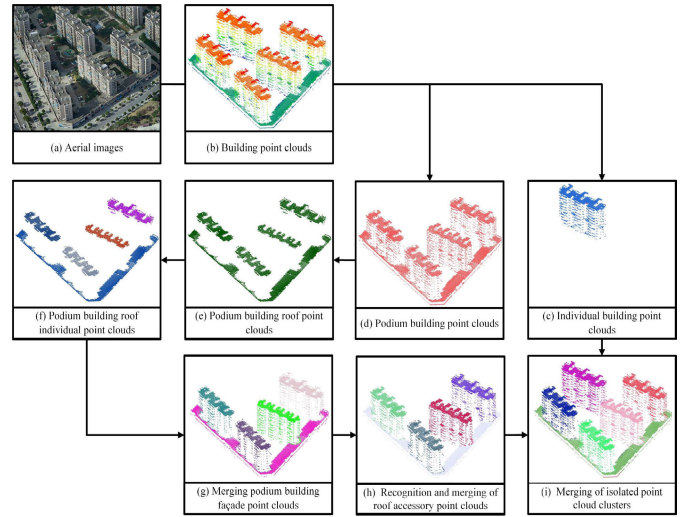 (a) Aerial images
(b) Building point clouds
(f) Podium building roof
individual point clouds
(e) Podium building roof point
clouds
(d) Podium building point clouds
(c) Individual building point
clouds
(g) Merging podium building
façade point clouds
(h) Recognition and merging of
roof accessory point clouds
(i) Merging of isolated point
cloud clusters